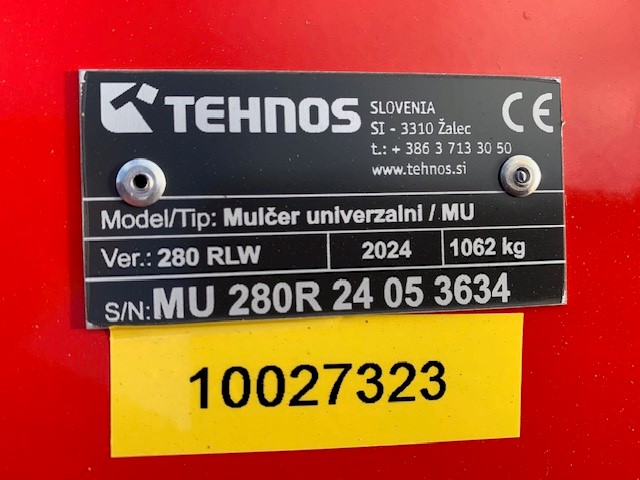 TEHNOS
SLOVENIA
SI - 3310 Žalec
t.: + 386 3 713 30 50
www.tehnos.si
CE
Model/Tip: Mulčer univerzalni / MU
Ver.: 280 RLW 2024 1062 kg
S/N: MU 280R 24 05 3634
10027323